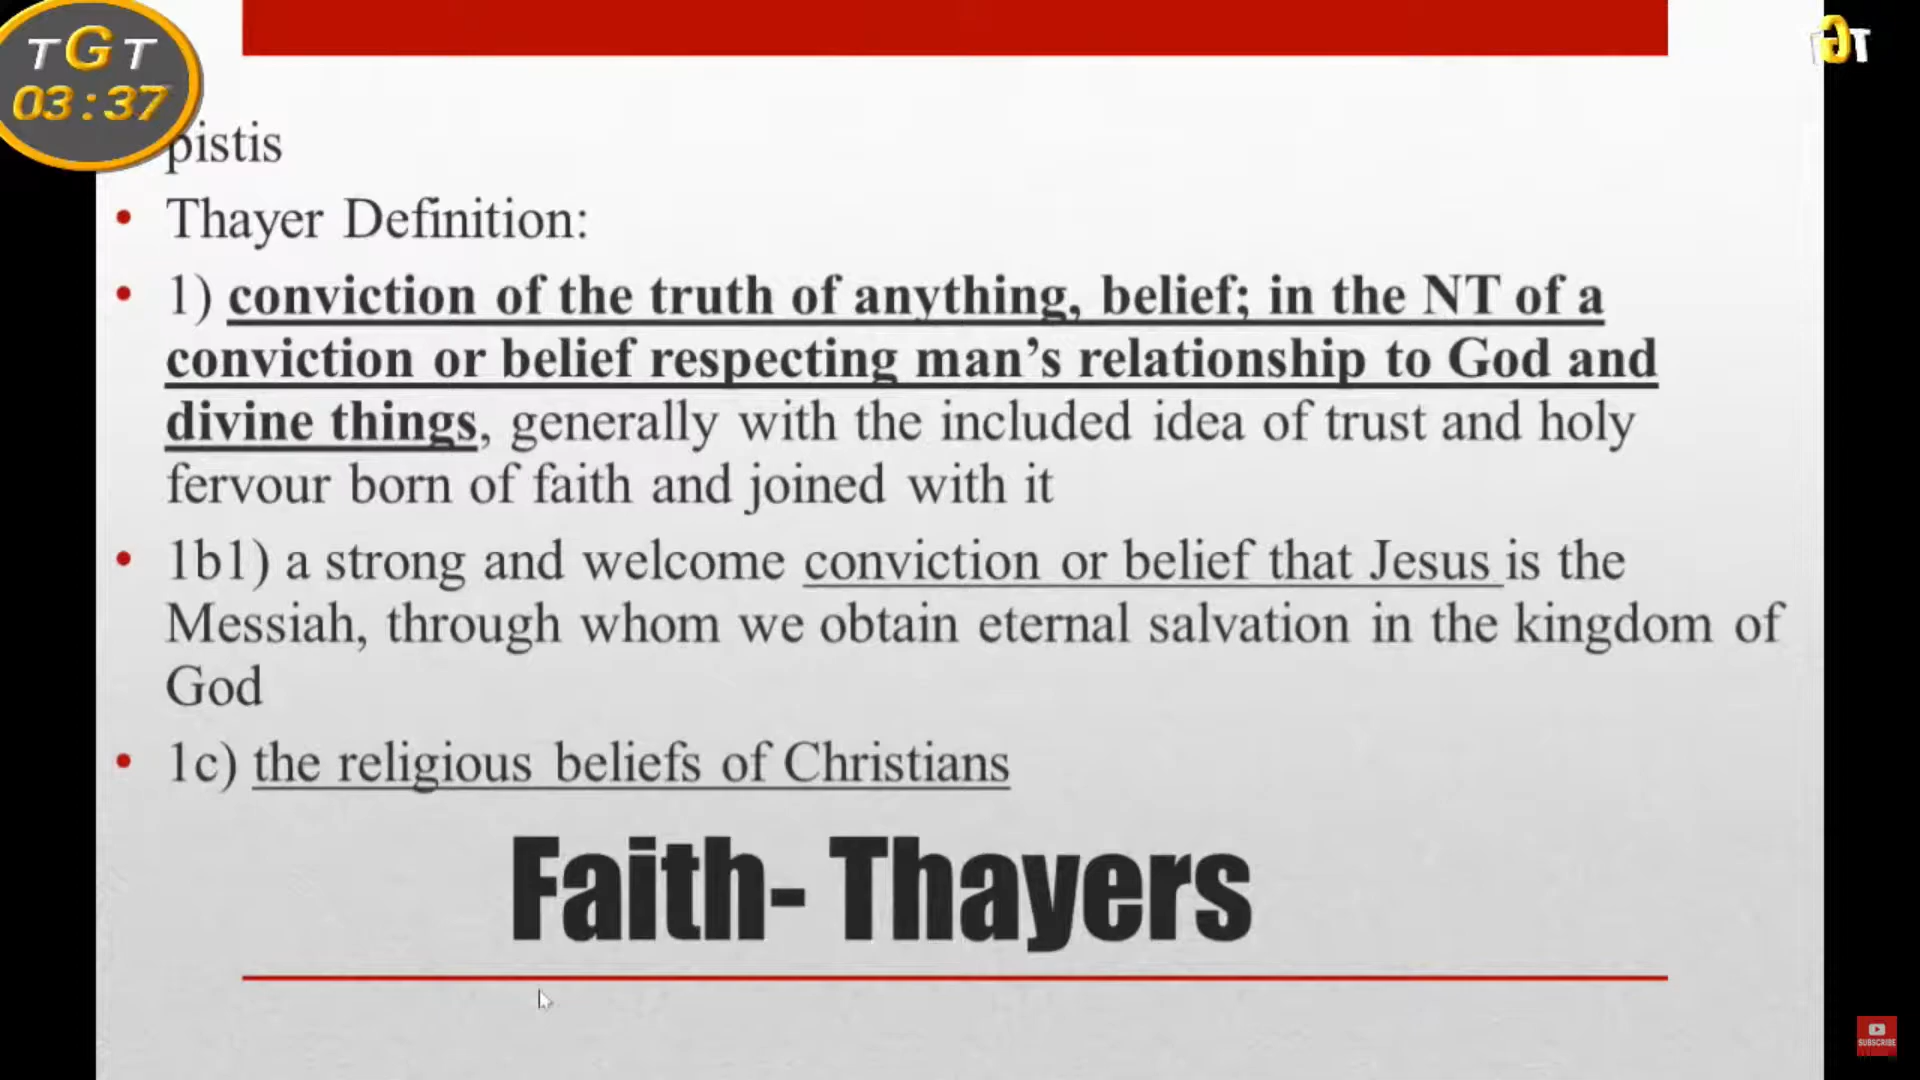 TGT
03:37
GT
pistis
• Thayer Definition:
• 1) conviction of the truth of anything, belief; in the NT of a
conviction or belief respecting man’s relationship to God and
divine things, generally with the included idea of trust and holy
fervour born of faith and joined with it
• 1b1) a strong and welcome conviction or belief that Jesus is the
Messiah, through whom we obtain eternal salvation in the kingdom of
God
• 1c) the religious beliefs of Christians
Faith- Thayers
SUBSCRIBE